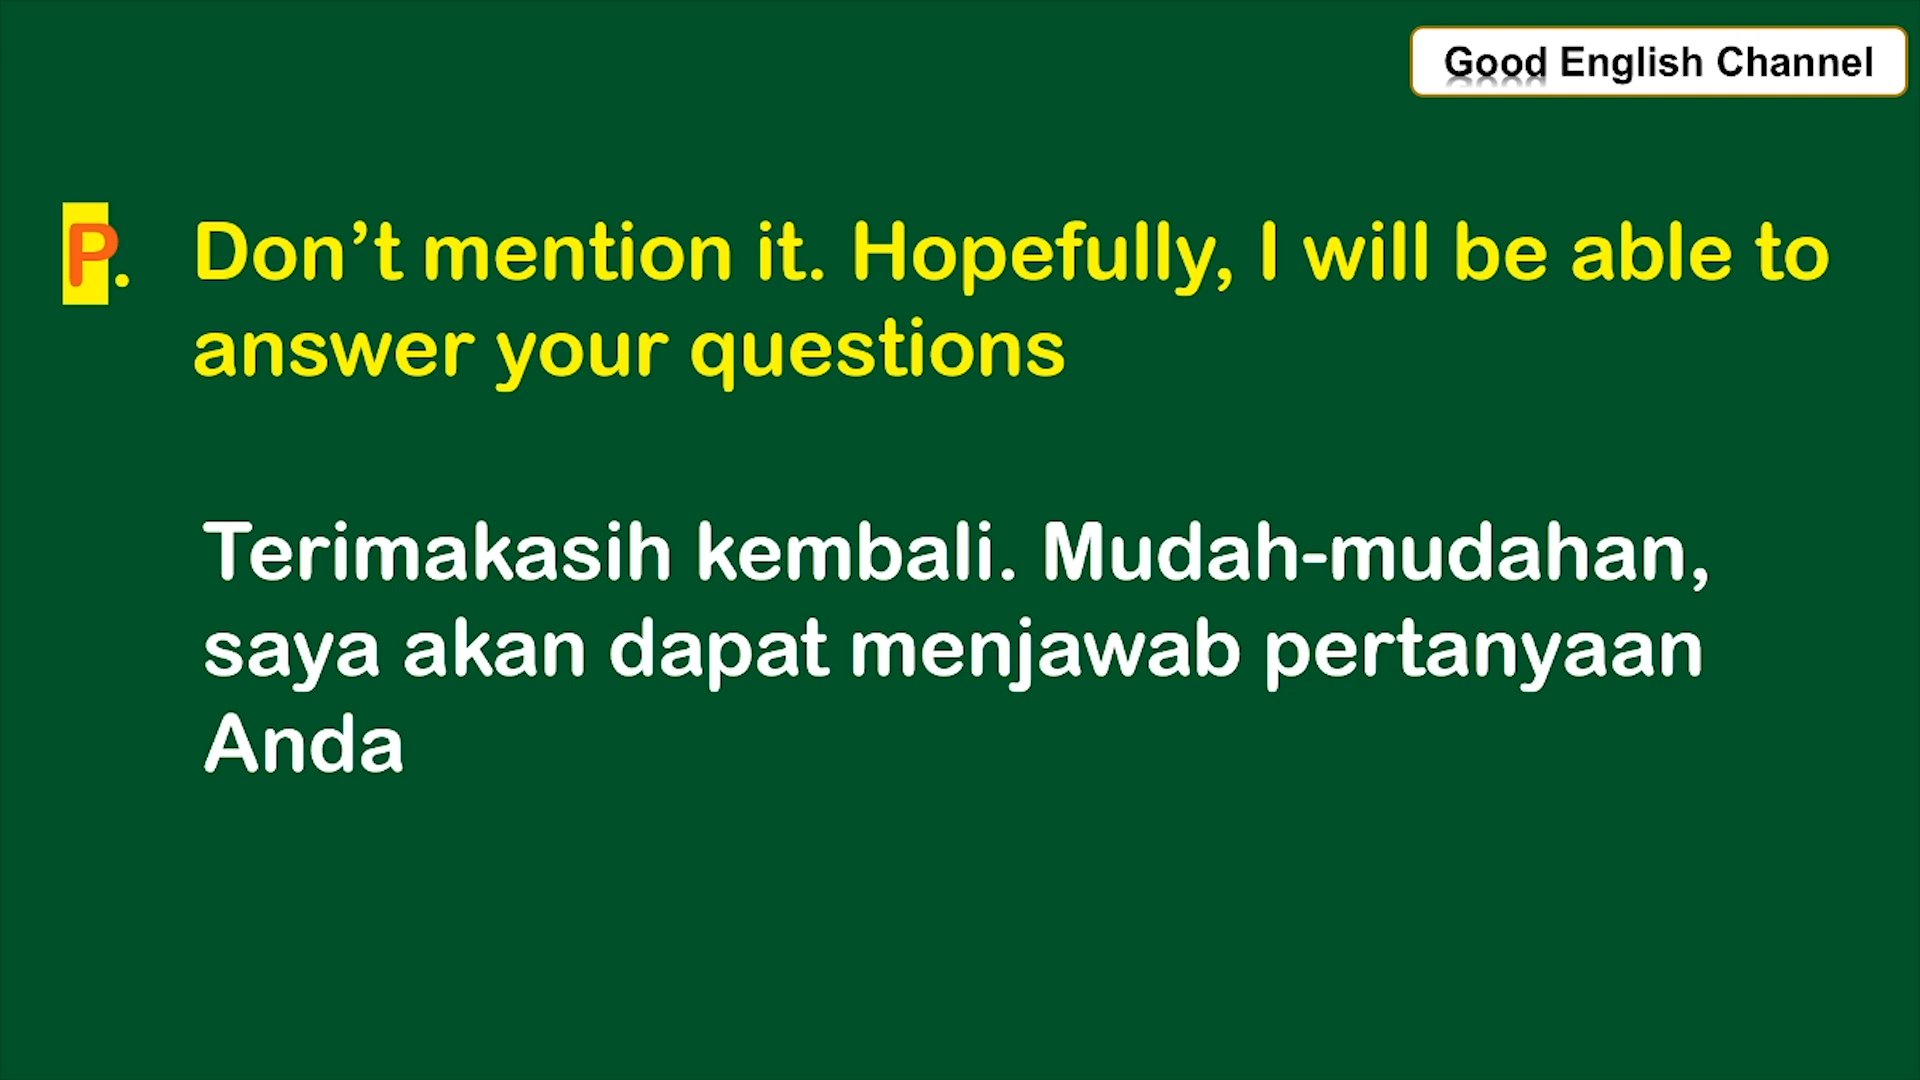 Good English Channel
P. Don’t mention it. Hopefully, I will be able to
answer your questions
Terimakasih kembali. Mudah-mudahan,
saya akan dapat menjawab pertanyaan
Anda